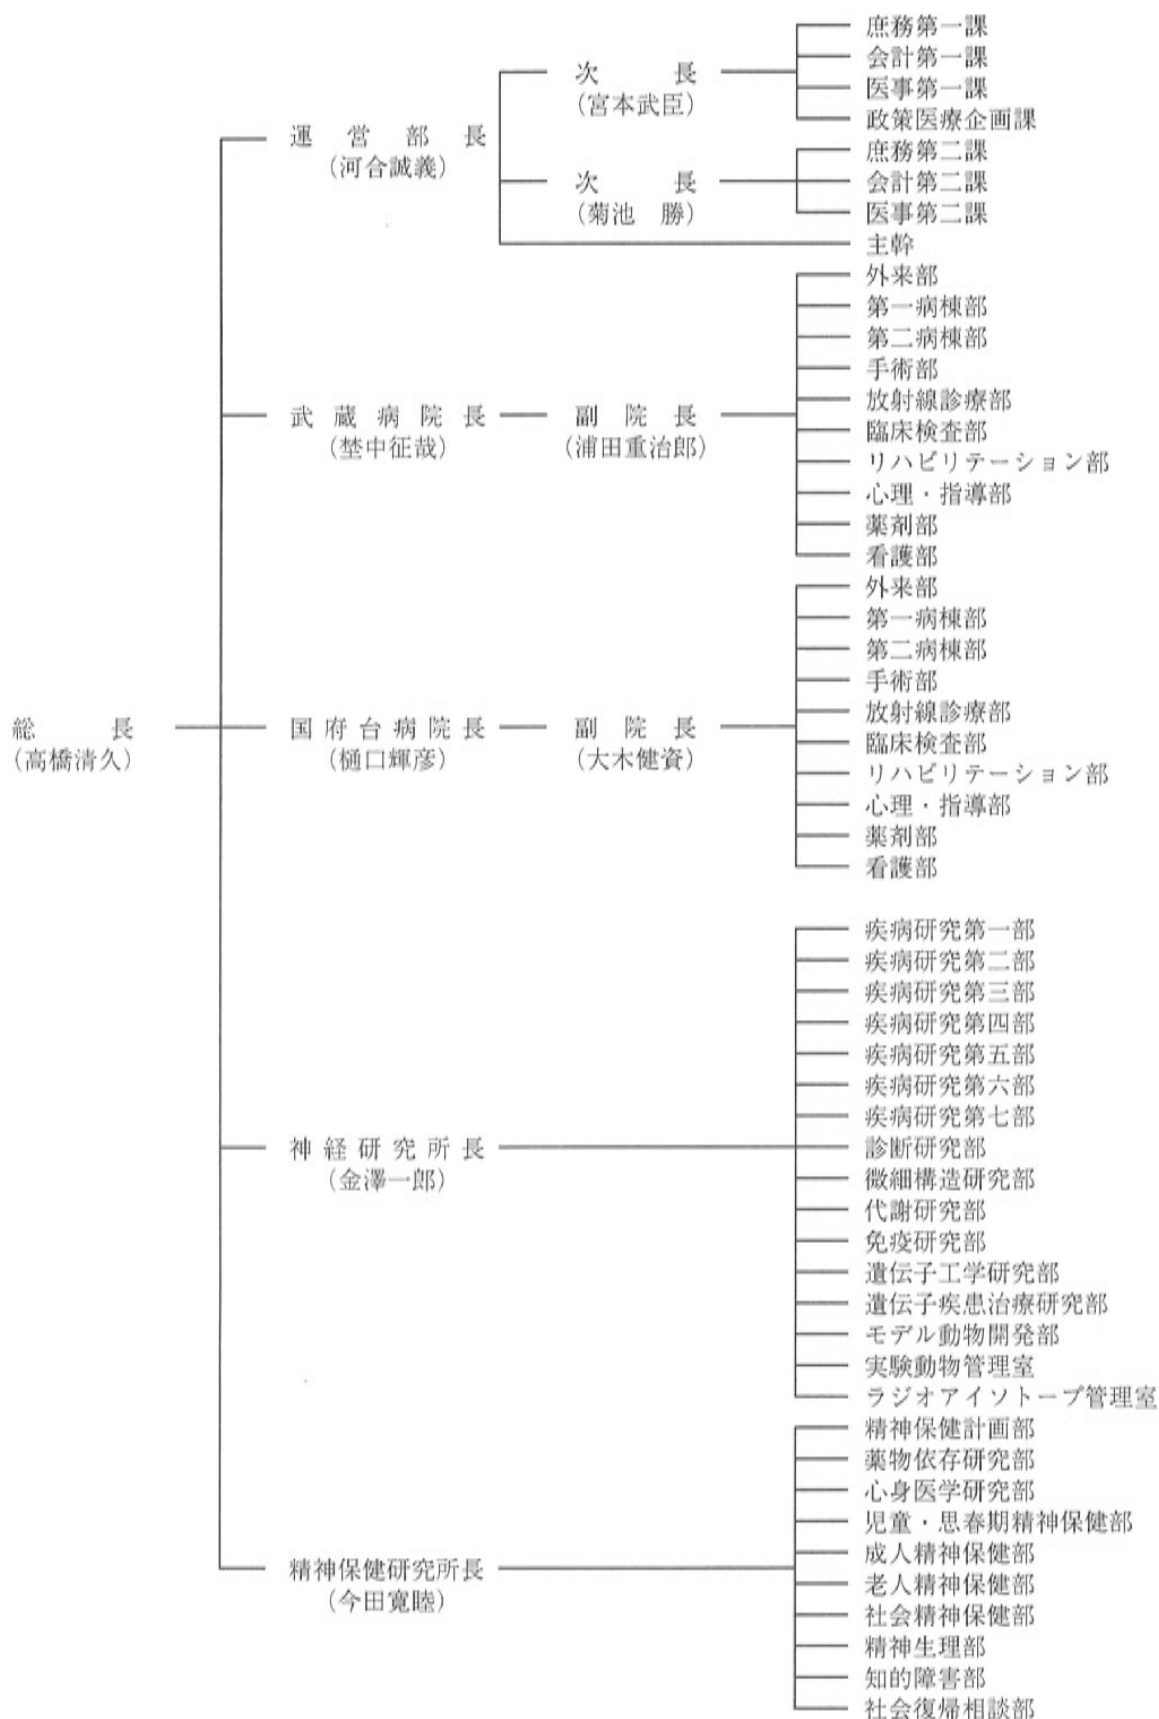 総長
(高橋清久)
運営部長
(河合誠義)
次長
(宮本武臣)
庶務第一課
会計第一課
医事第一課
政策医療企画課
次長
(菊池 勝)
庶務第二課
会計第二課
医事第二課
主幹
武蔵病院長
(埜中征哉)
副院長
(浦田重治郎)
外来部
第一病棟部
第二病棟部
手術部
放射線診療部
臨床検査部
リハビリテーション部
心理・指導部
薬剤部
看護部
国府台病院長
(樋口輝彦)
副院長
(大木健資)
外来部
第一病棟部
第二病棟部
手術部
放射線診療部
臨床検査部
リハビリテーション部
心理・指導部
薬剤部
看護部
神経研究所長
(金澤一郎)
疾病研究第一部
疾病研究第二部
疾病研究第三部
疾病研究第四部
疾病研究第五部
疾病研究第六部
疾病研究第七部
診断研究部
微細構造研究部
代謝研究部
免疫研究部
遺伝子工学研究部
遺伝子疾患治療研究部
モデル動物開発部
実験動物管理室
ラジオアイソトープ管理室
精神保健研究所長
(今田寛睦)
精神保健計画部
薬物依存研究部
心身医学研究部
児童・思春期精神保健部
成人精神保健部
老人精神保健部
社会精神保健部
精神生理部
知的障害部
社会復帰相談部